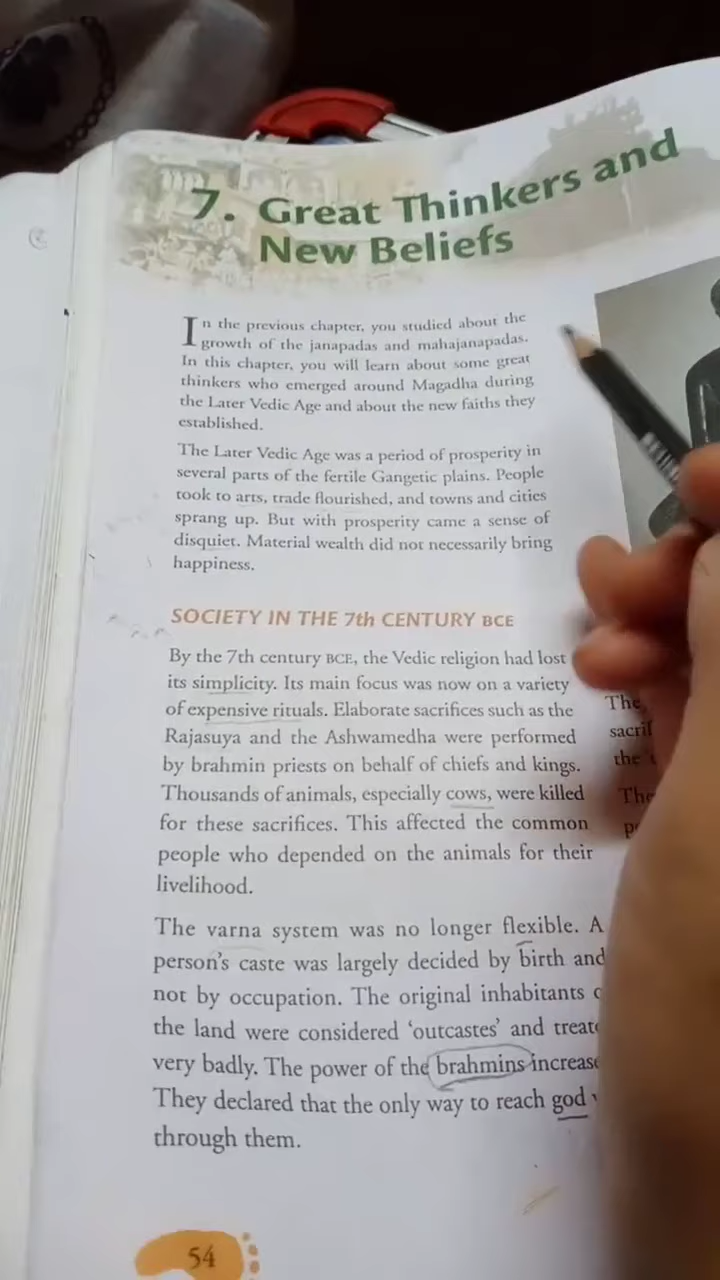 7. Great Thinkers and
New Beliefs
In the previous chapter, you studied about the
growth of the janapadas and mahajanapadas.
In this chapter, you will learn about some great
thinkers who emerged around Magadha during
the Later Vedic Age and about the new faiths they
established.
The Later Vedic Age was a period of prosperity in
several parts of the fertile Gangetic plains. People
took to arts, trade flourished, and towns and cities
sprang up. But with prosperity came a sense of
disquiet. Material wealth did not necessarily bring
happiness.
SOCIETY IN THE 7th CENTURY BCE
By the 7th century BCE, the Vedic religion had lost
its simplicity. Its main focus was now on a variety
of expensive rituals. Elaborate sacrifices such as the
Rajasuya and the Ashwamedha were performed
by brahmin priests on behalf of chiefs and kings.
Thousands of animals, especially cows, were killed
for these sacrifices. This affected the common
people who depended on the animals for their
livelihood.
The varna system was no longer flexible. A
person's caste was largely decided by birth and
not by occupation. The original inhabitants
the land were considered 'outcastes' and treate
very badly. The power of the brahmins increase
They declared that the only way to reach god
through them.
54
The
sacrif
the
The